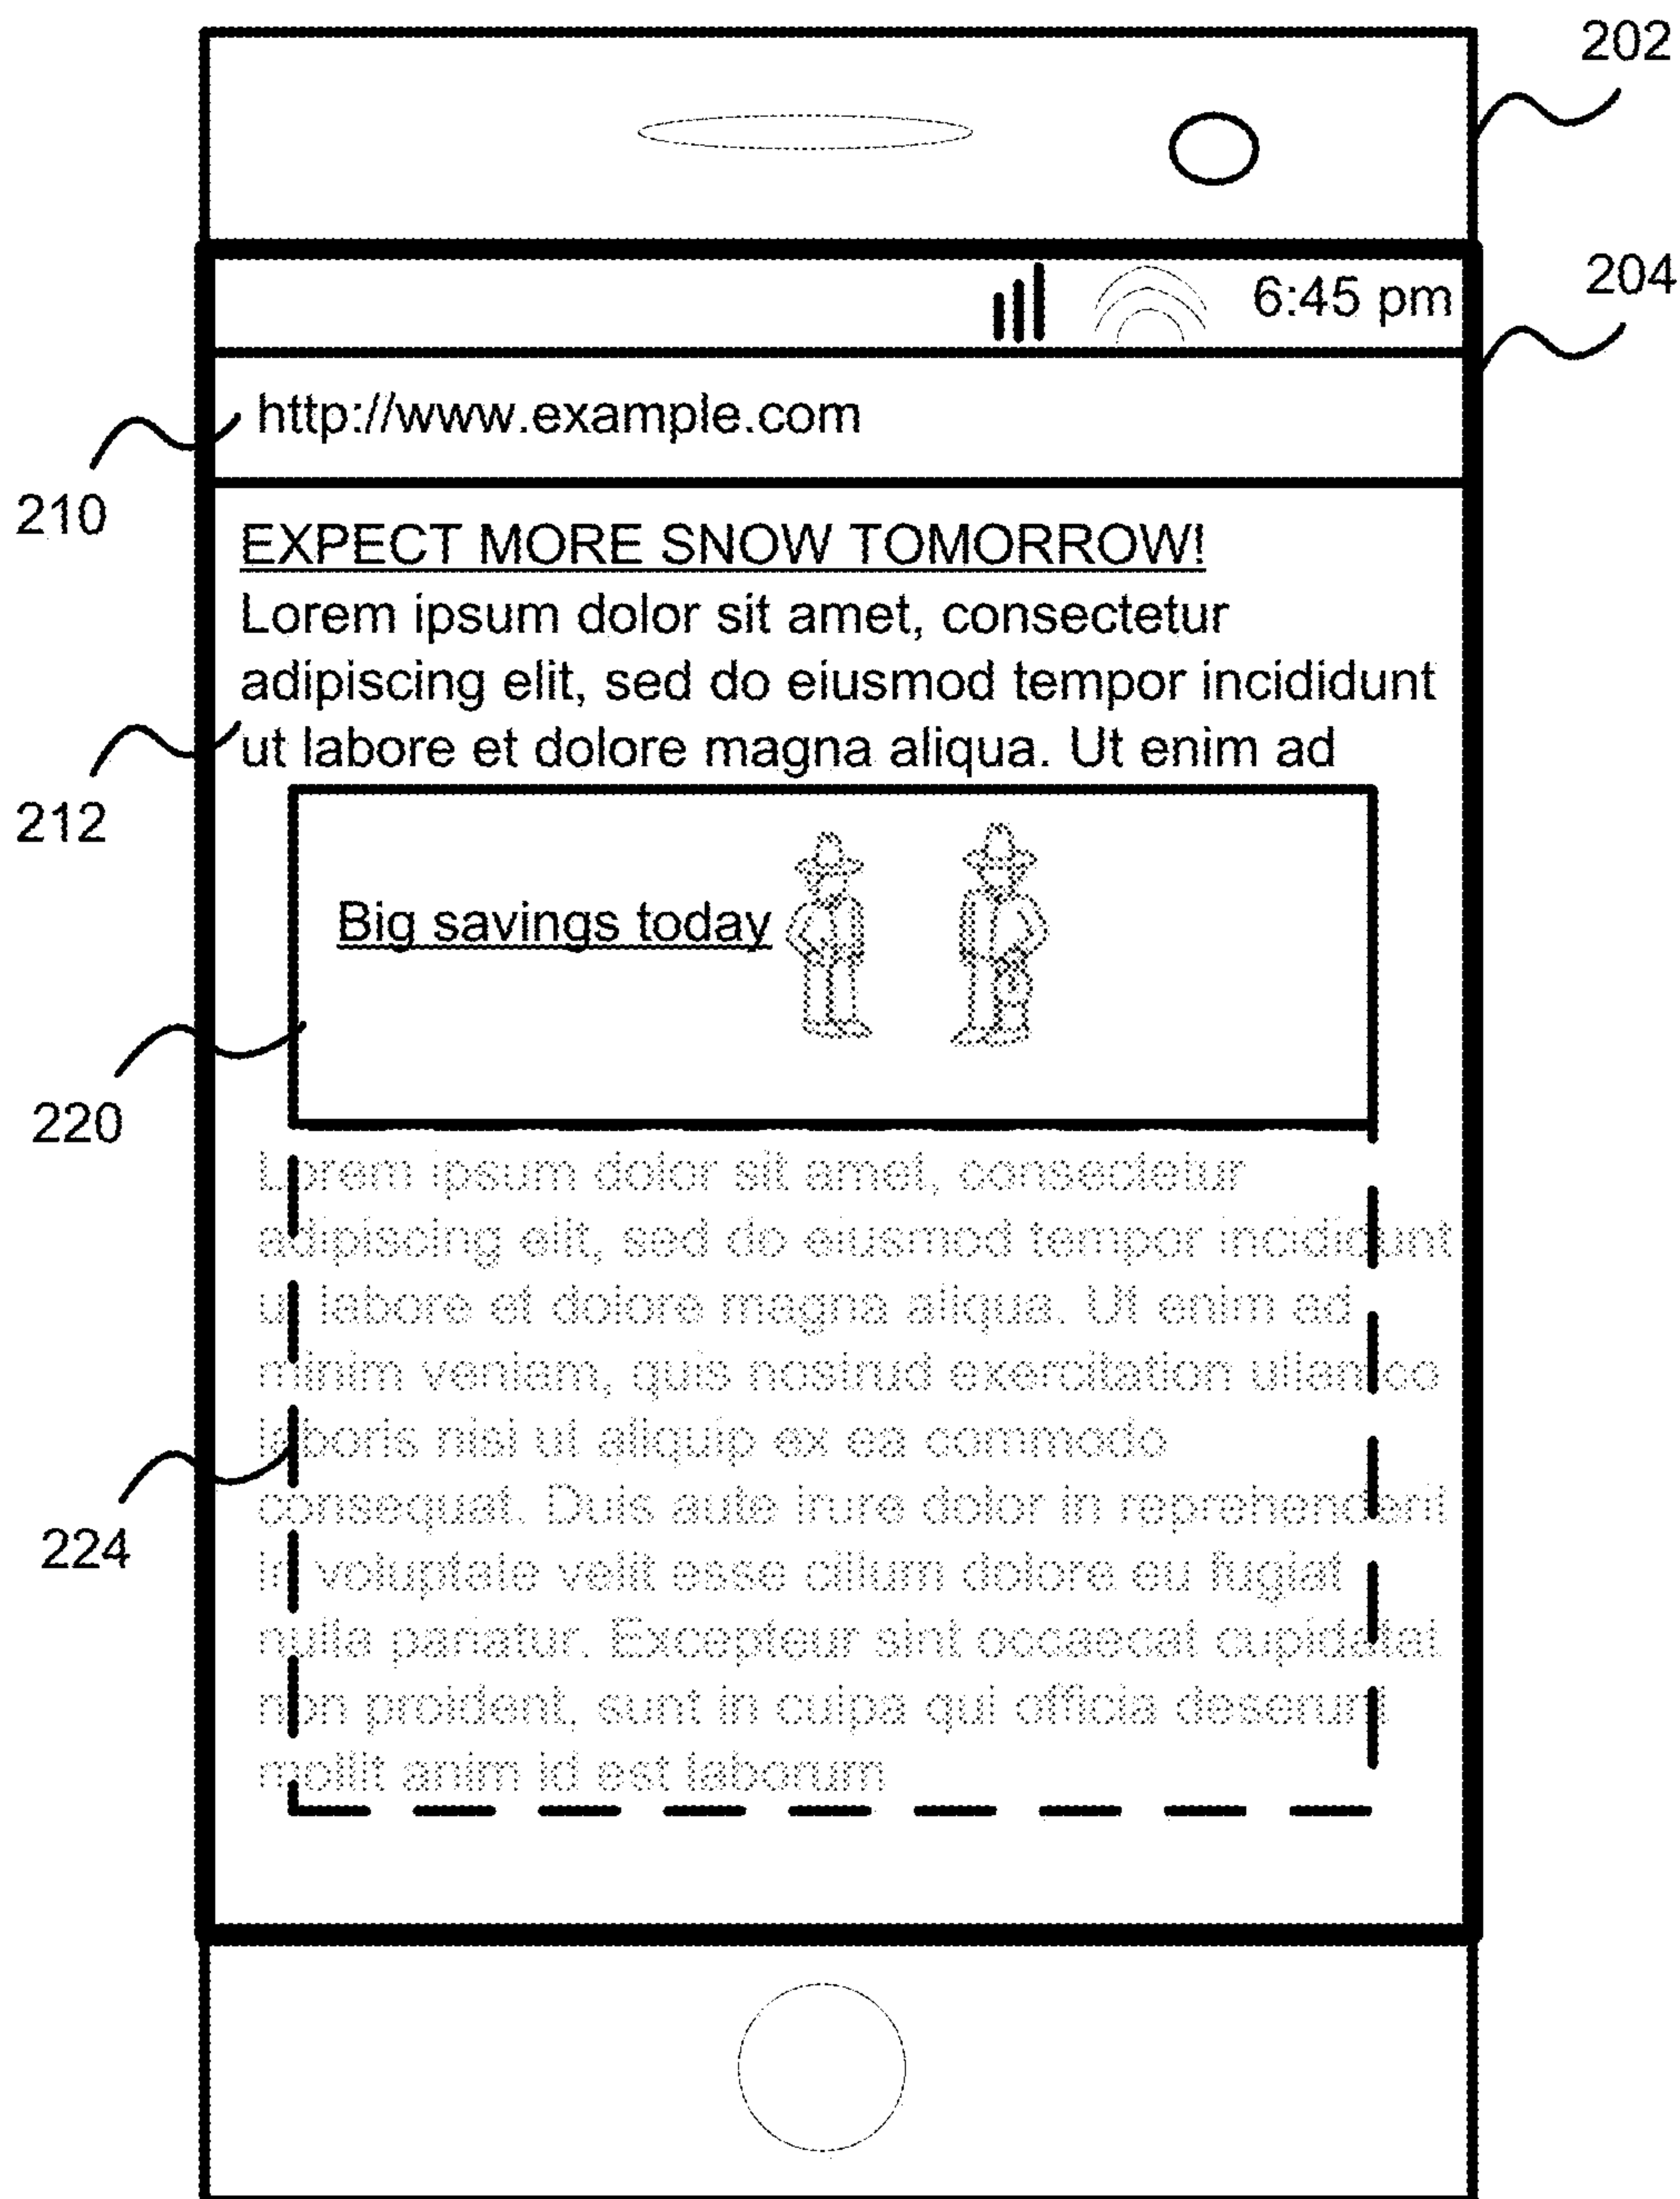 202
6:45 pm
204
http://www.example.com
210
EXPECT MORE SNOW TOMORROW!
Lorem ipsum dolor sit amet, consectetur
adipiscing elit, sed do eiusmod tempor incididunt
ut labore et dolore magna aliqua. Ut enim ad
212
Big savings today
220
Lorem ipsum dolor sit amet, consectetur
adipiscing elit, sed do eiusmod tempor incididunt
ut labore et dolore magna aliqua. Ut enim ad
minim veniam, quis nostrud exercitation ullamco
laboris nisi ut aliquip ex ea commodo
consequat. Duis aute irure dolor in reprehenderit
in voluptate velit esse cillum dolore eu fugiat
nulla pariatur. Excepteur sint occaecat cupidatat
non proident, sunt in culpa qui officia deserunt
mollit anim id est laborum
224